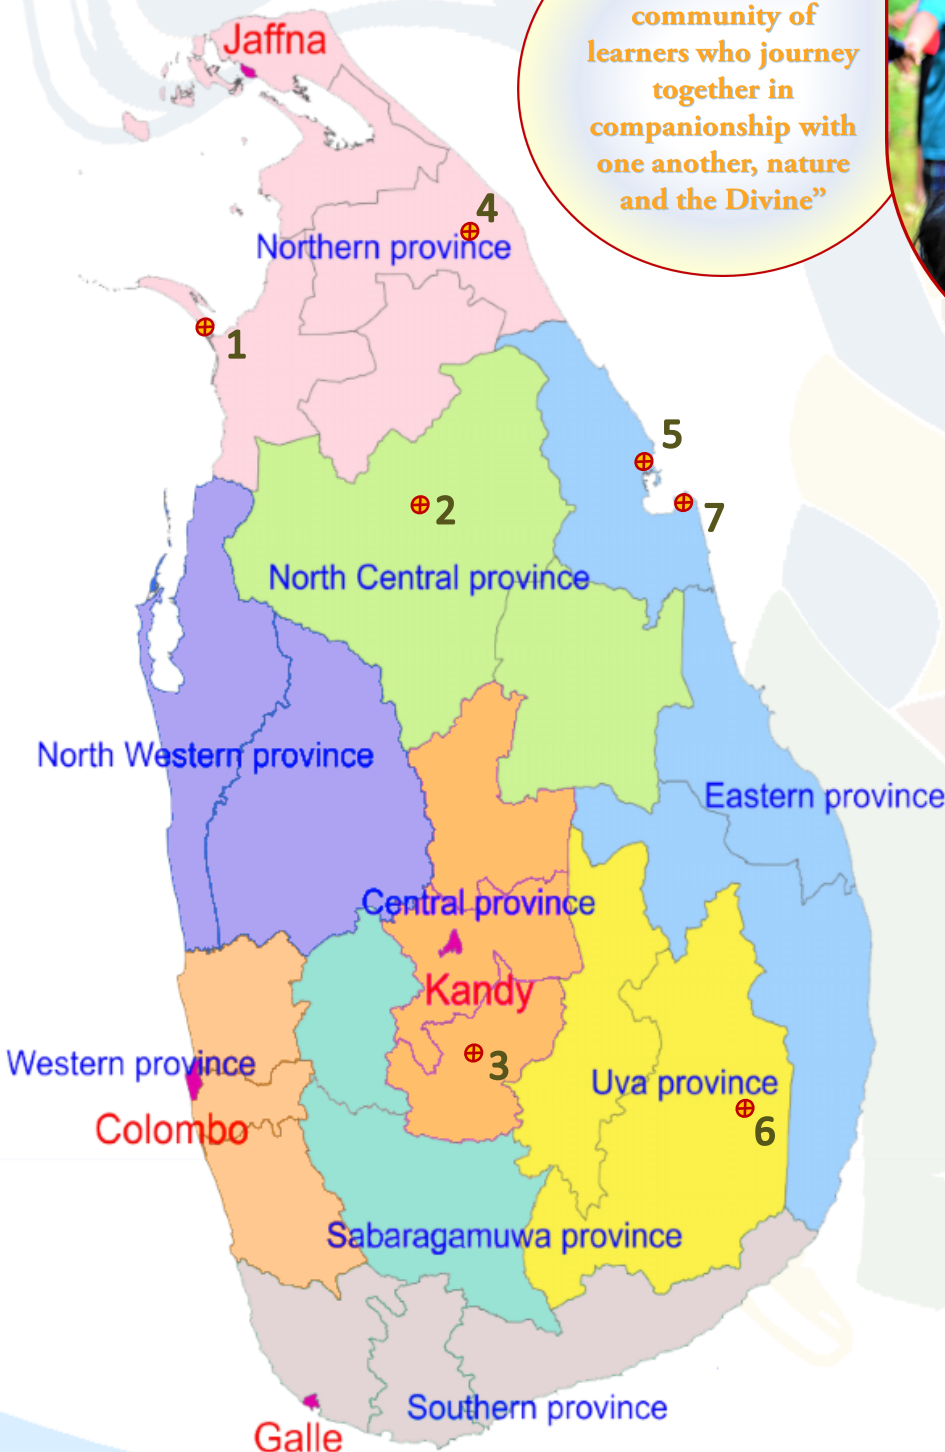 community of
learners who journey
together in
companionship with
one another, nature
and the Divine”
Jaffna
4
Northern province
1
5
2
7
North Central province
North Western province
Eastern province
Central province
Kandy
3
Western province
Uva province
Colombo
6
Sabaragamuwa province
Southern province
Galle